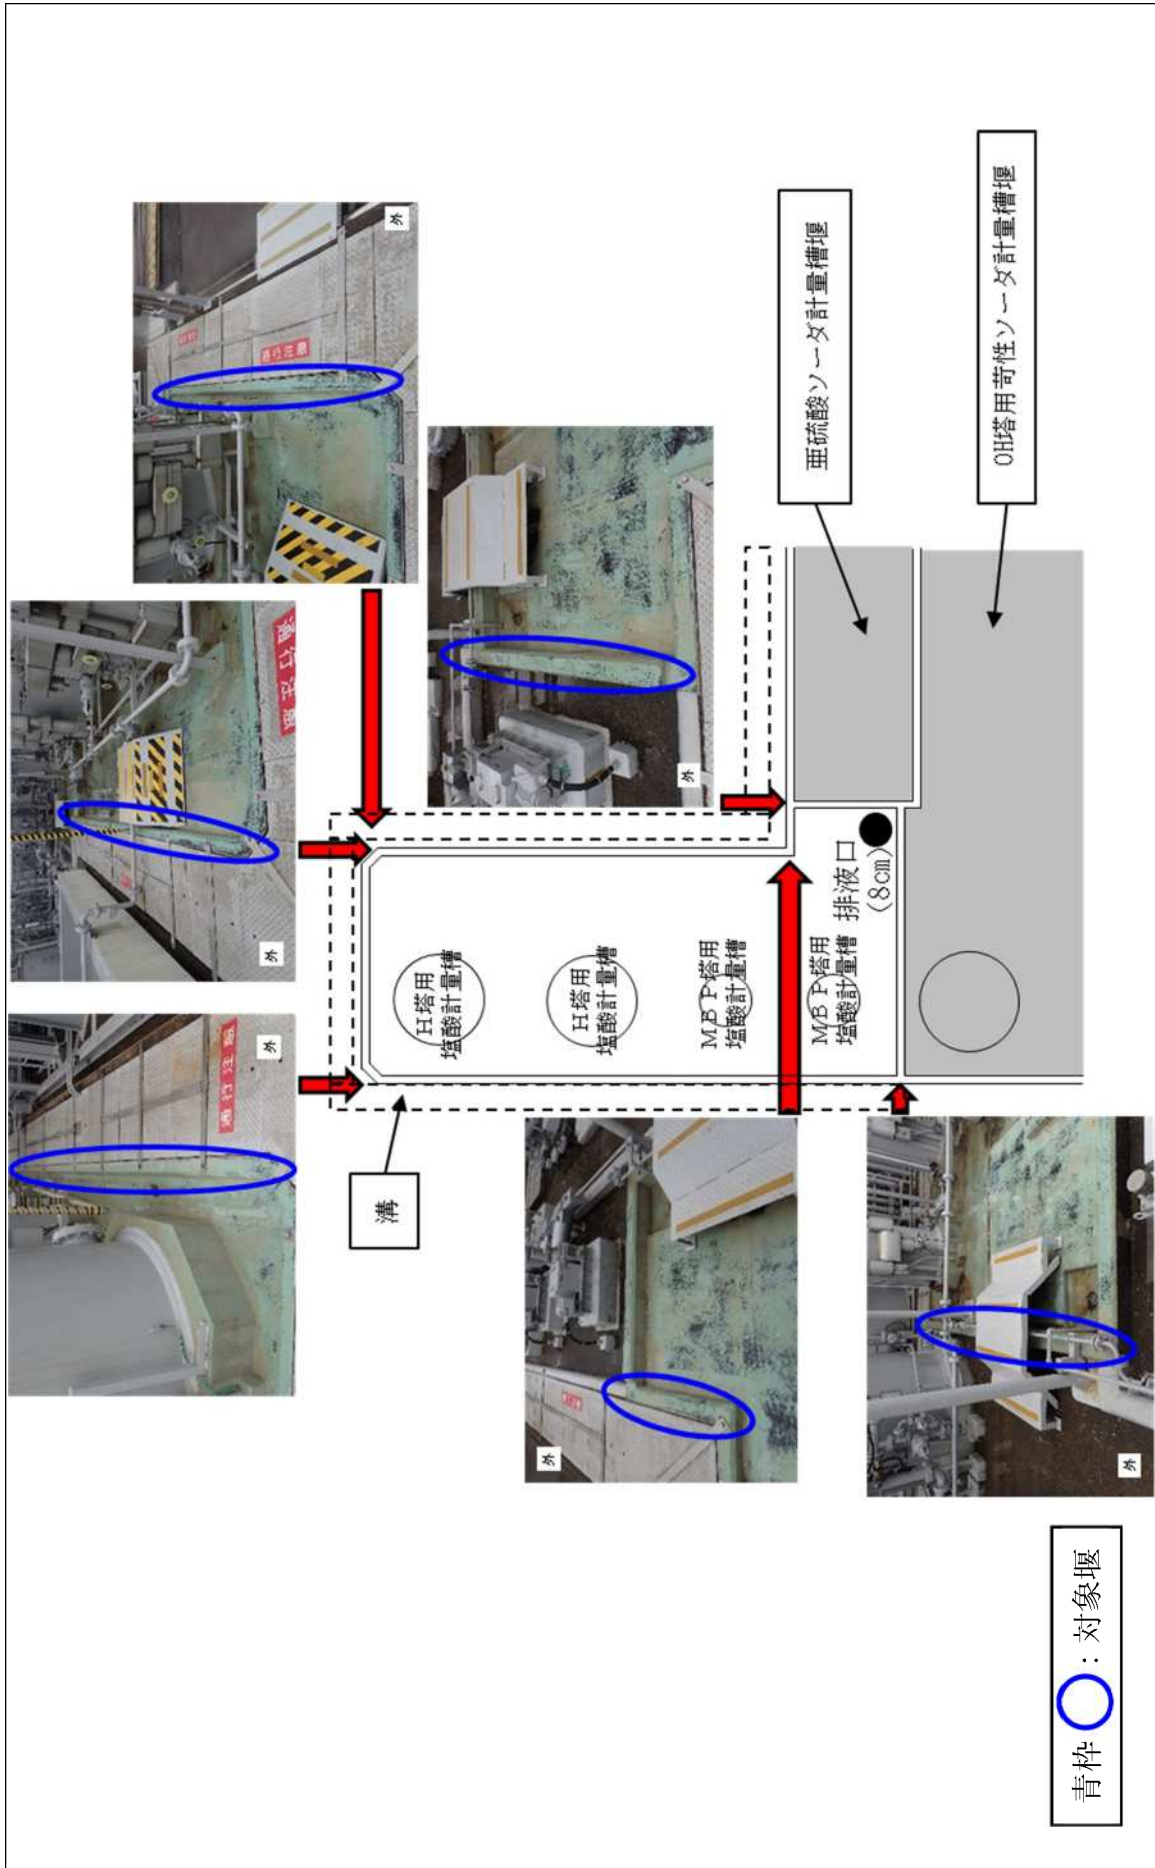 通行注意
外
通行注意
外
通行注意
外
溝
H塔用
塩酸計量槽
H塔用
塩酸計量槽
MBP塔用
塩酸計量槽
MBP塔用
塩酸計量槽
排液口
(8cm)
外
外
外
亜硫酸ソーダ計量槽堰
OH塔用苛性ソーダ計量槽堰
青枠 : 対象堰